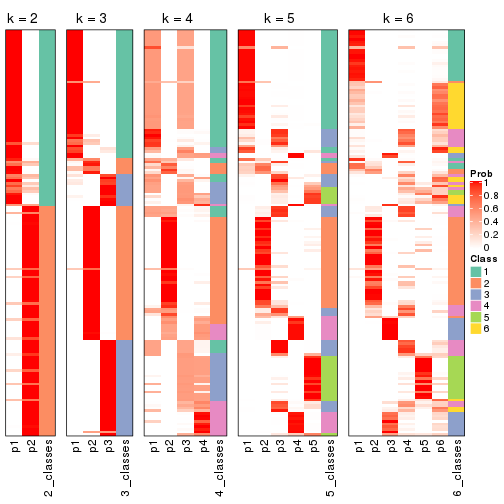 k = 2
k = 3
k = 4
k = 5
k = 6
Prob
1
0.8
0.6
0.4
0.2
0
Class
1
2
3
4
5
6
p1 p2 2_classes
p1 p2 p3 3_classes
p1 p2 p3 p4 4_classes
p1 p2 p3 p4 p5 5_classes
p1 p2 p3 p4 p5 p6 6_classes